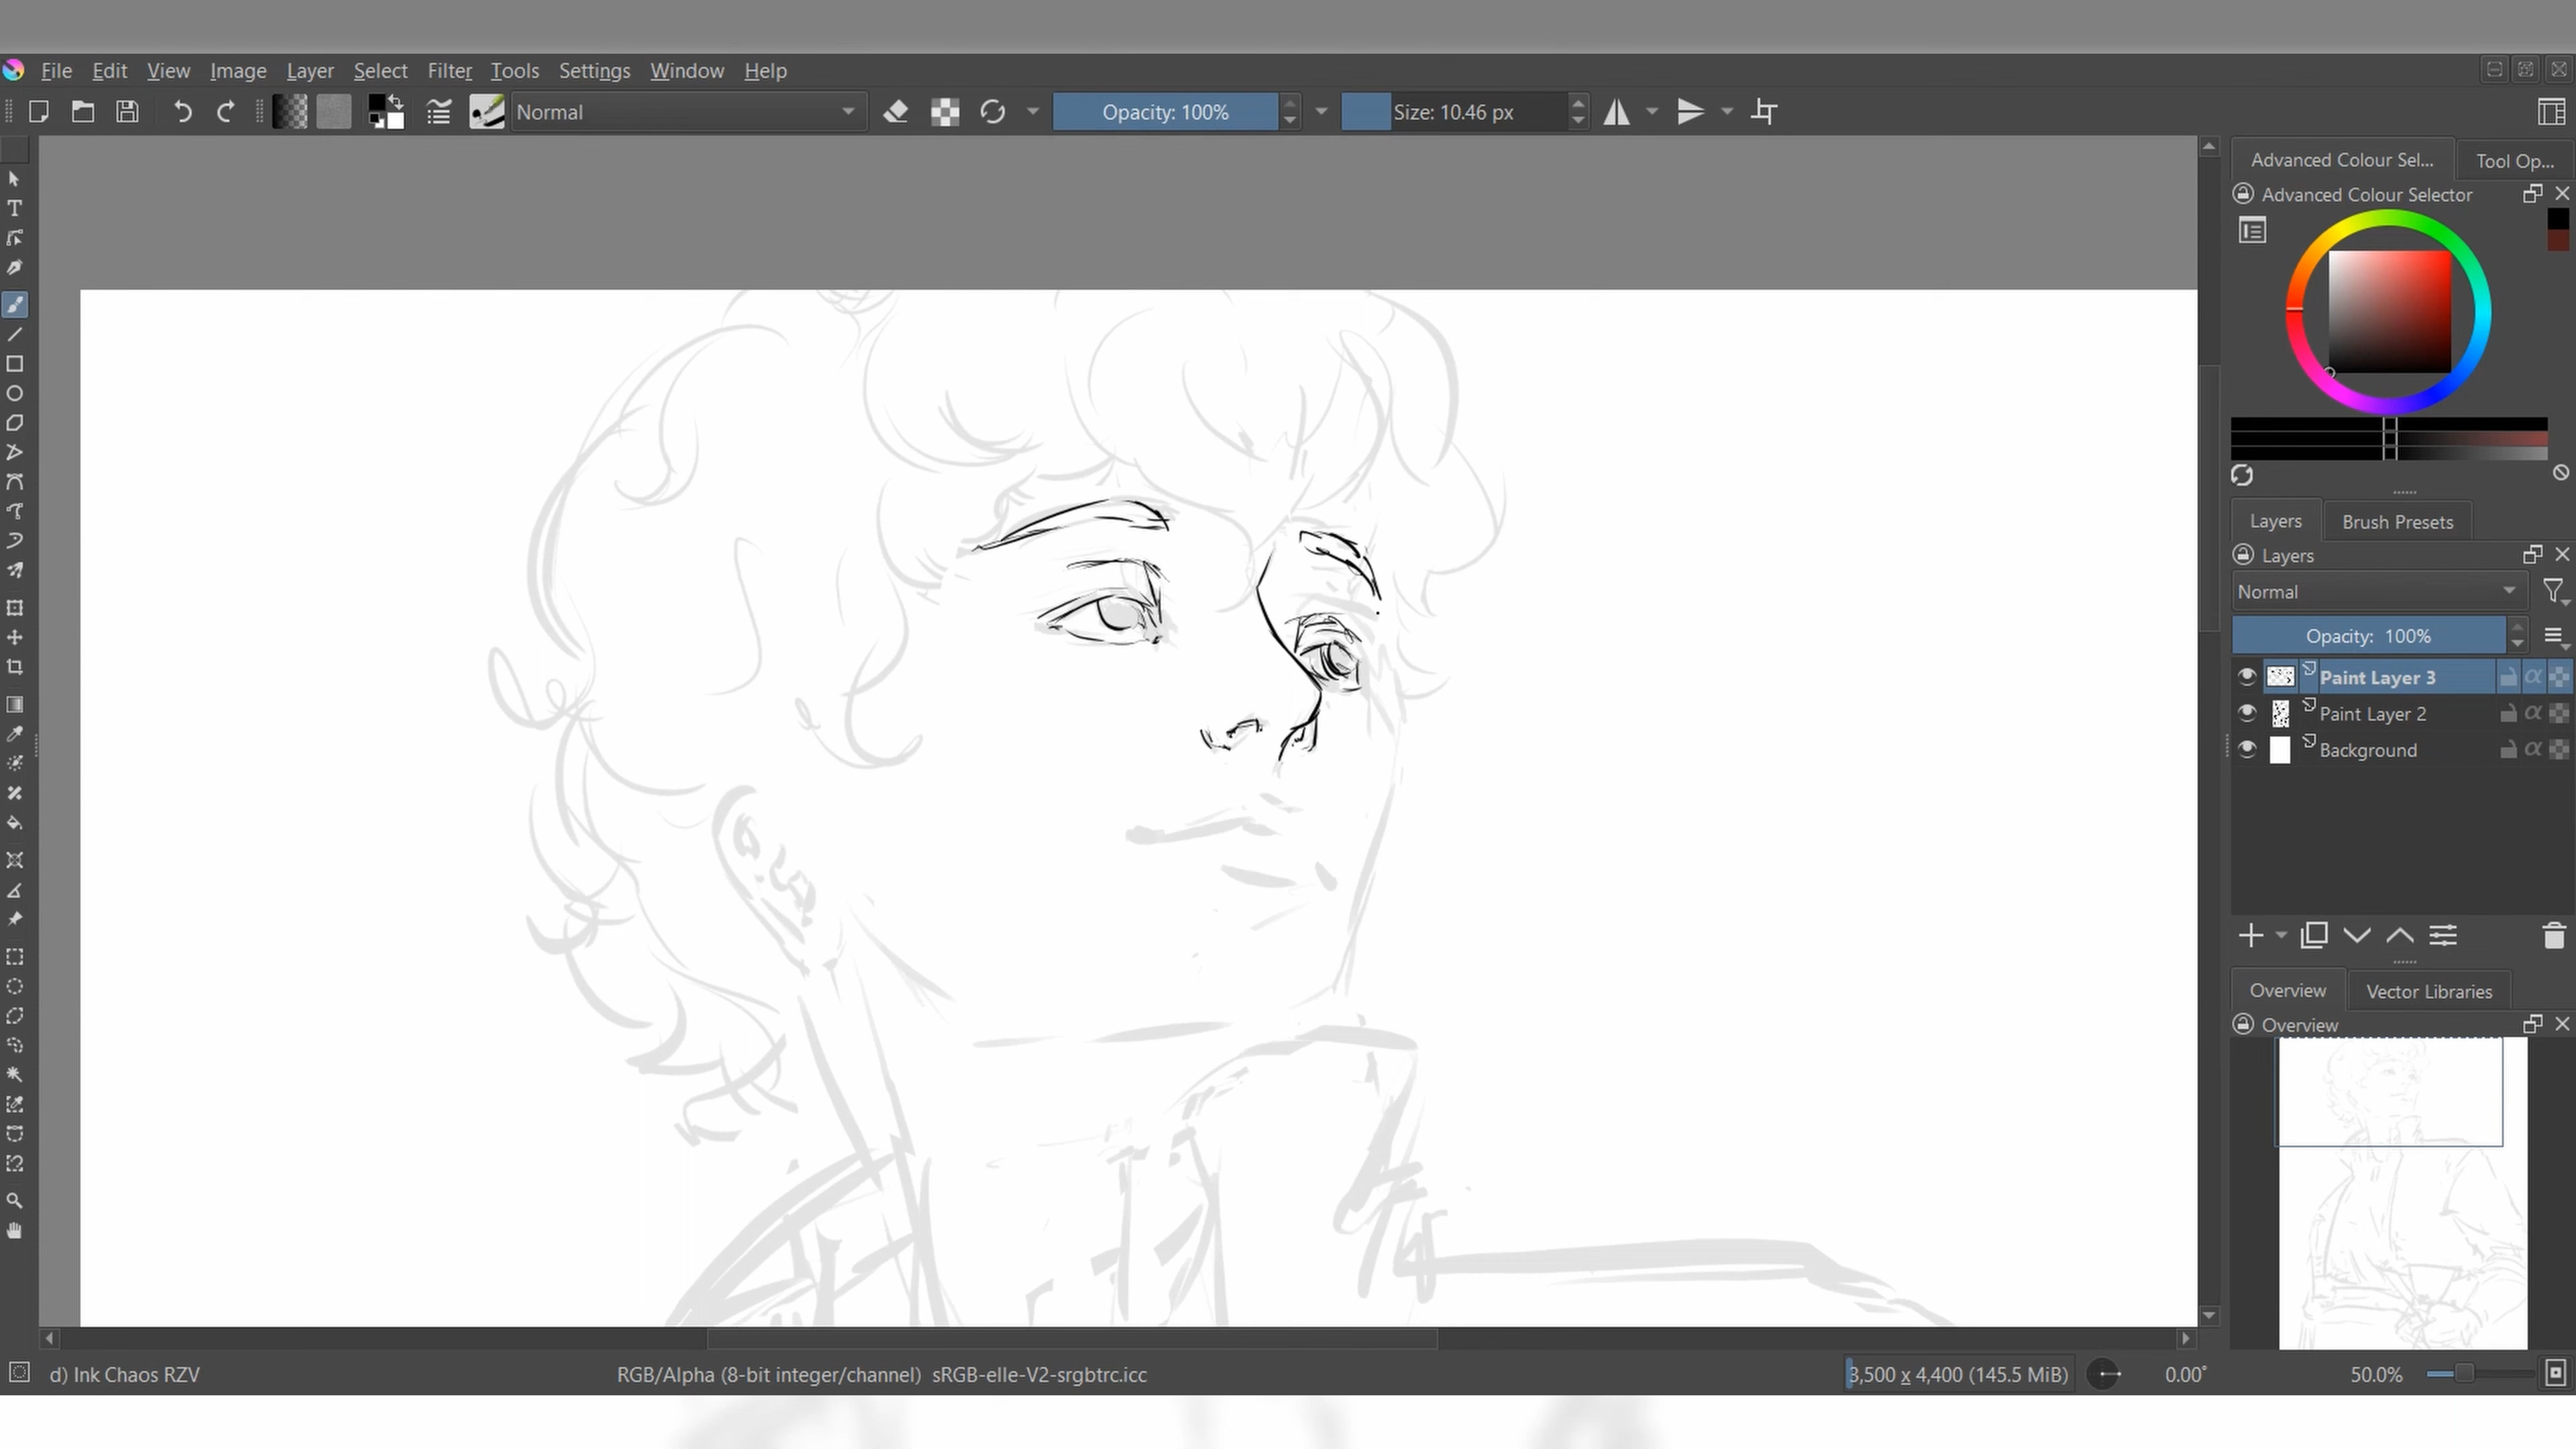 File Edit View Image Layer Select Filter Tools Settings Window Help
Normal Opacity: 100% Size: 10.46 px
Advanced Colour Sel... Tool Op...
Advanced Colour Selector
Layers Brush Presets
Layers
Normal
Opacity: 100%
Paint Layer 3
Paint Layer 2
Background
Overview Vector Libraries
Overview
d) Ink Chaos RZV RGB/Alpha (8-bit integer/channel) sRGB-elle-V2-srgbtrc.icc 3,500 x 4,400 (145.5 MiB) 0.00° 50.0%